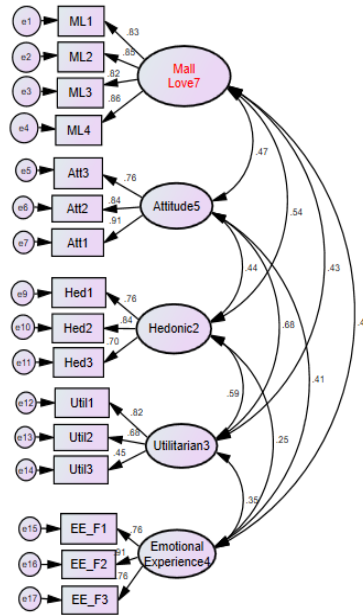 e1 ML1 .83
e2 ML2 .85
Mall
Love7
e3 ML3 .82
e4 ML4 .86
e5 Att3 .76
.47
e6 Att2 .84
Attitude5
.54
e7 Att1 .91
.44
.43
e9 Hed1 .76
e10 Hed2 .84
Hedonic2
.68
e11 Hed3 .70
.41
.59
e12 Util1 .82
.25
e13 Util2 .68
Utilitarian3
e14 Util3 .45
.35
e15 EE_F1 .76
e16 EE_F2 .91
Emotional
Experience4
e17 EE_F3 .76